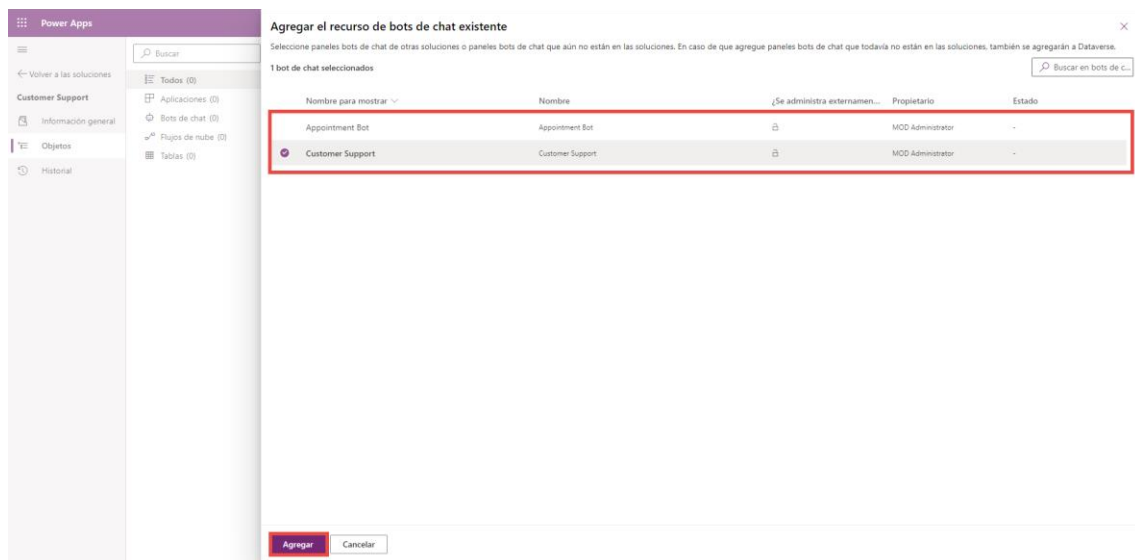 Power Apps
Volver a las soluciones
Customer Support
Información general
Objetos
Historial
Buscar
Todos (0)
Aplicaciones (0)
Bots de chat (0)
Flujos de nube (0)
Tablas (0)
Agregar el recurso de bots de chat existente
Seleccione paneles bots de chat de otras soluciones o paneles bots de chat que aún no están en las soluciones. En caso de que agregue paneles bots de chat que todavía no están en las soluciones, también se agregarán a Dataverse.
1 bot de chat seleccionados
Buscar en bots de c...
Nombre para mostrar Nombre ¿Se administra externamen... Propietario Estado
Appointment Bot Appointment Bot MOD Administrator -
Customer Support Customer Support MOD Administrator -
Agregar Cancelar